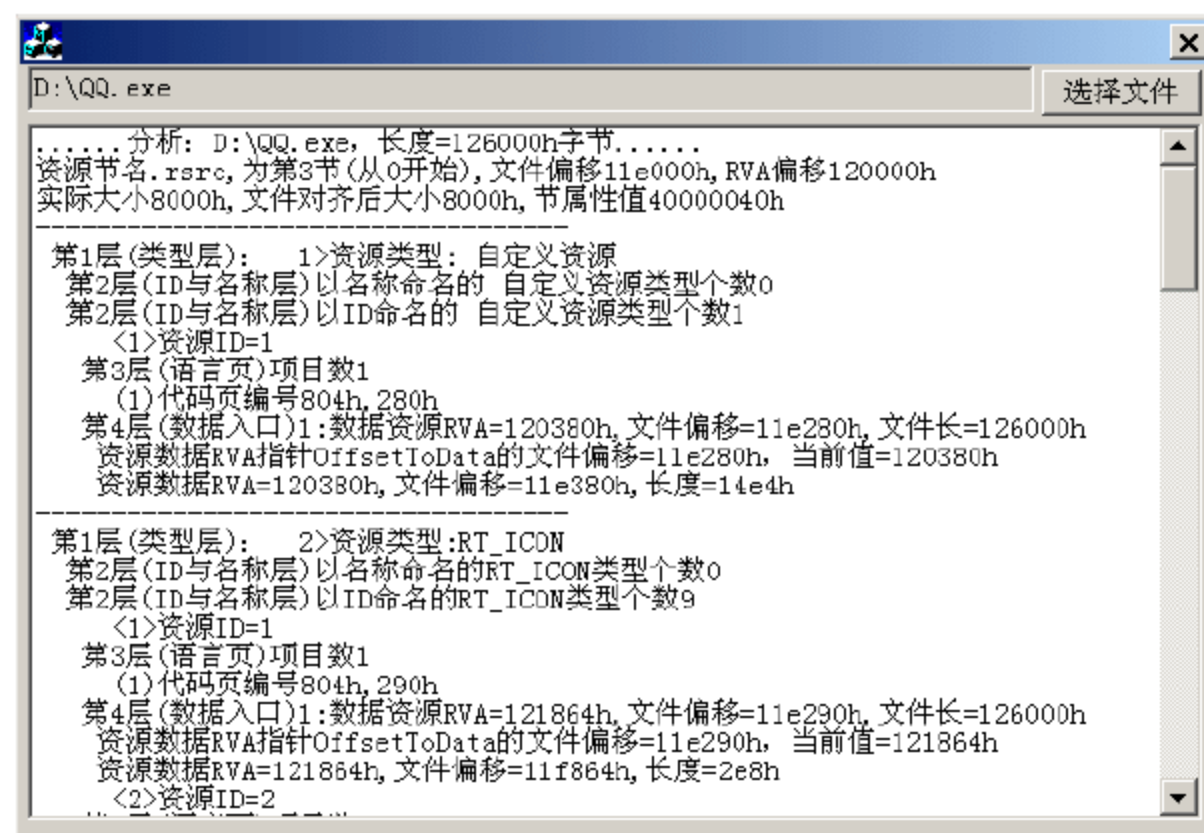 D:\QQ.exe
选择文件
......分析: D:\QQ.exe，长度=126000h字节......
资源节名.rsrc,为第3节(从0开始),文件偏移11e000h,RVA偏移120000h
实际大小8000h,文件对齐后大小8000h,节属性值40000040h
-----------------------------------
第1层(类型层): 1>资源类型: 自定义资源
第2层(ID与名称层)以名称命名的 自定义资源类型个数0
第2层(ID与名称层)以ID命名的 自定义资源类型个数1
<1>资源ID=1
第3层(语言页)项目数1
(1)代码页编号804h,280h
第4层(数据入口)1:数据资源RVA=120380h,文件偏移=11e280h,文件长=126000h
资源数据RVA指针OffsetToData的文件偏移=11e280h，当前值=120380h
资源数据RVA=120380h,文件偏移=11e380h,长度=14e4h
-----------------------------------
第1层(类型层): 2>资源类型:RT_ICON
第2层(ID与名称层)以名称命名的RT_ICON类型个数0
第2层(ID与名称层)以ID命名的RT_ICON类型个数9
<1>资源ID=1
第3层(语言页)项目数1
(1)代码页编号804h,290h
第4层(数据入口)1:数据资源RVA=121864h,文件偏移=11e290h,文件长=126000h
资源数据RVA指针OffsetToData的文件偏移=11e290h，当前值=121864h
资源数据RVA=121864h,文件偏移=11f864h,长度=2e8h
<2>资源ID=2